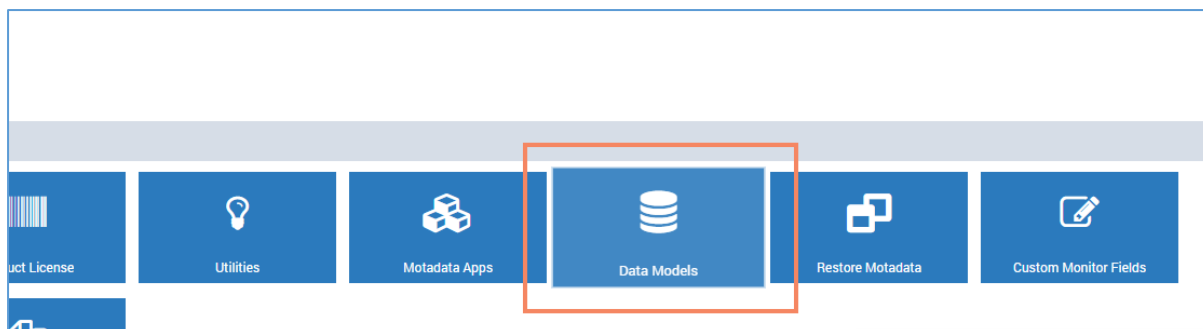 uct License
Utilities
Motadata Apps
Data Models
Restore Motadata
Custom Monitor Fields